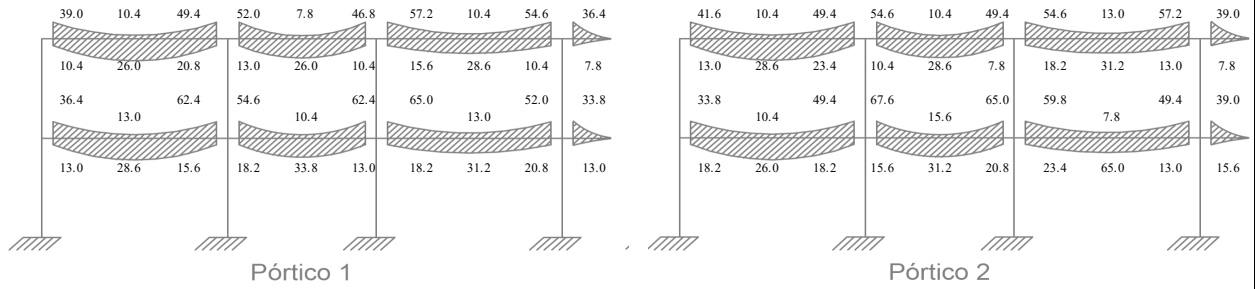 39.0 10.4 49.4 52.0 7.8 46.8 57.2 10.4 54.6 36.4
10.4 26.0 20.8 13.0 26.0 10.4 15.6 28.6 10.4 7.8
36.4 62.4 54.6 62.4 65.0 52.0 33.8
13.0 10.4 13.0
13.0 28.6 15.6 18.2 33.8 13.0 18.2 31.2 20.8 13.0
Pórtico 1
41.6 10.4 49.4 54.6 10.4 49.4 54.6 13.0 57.2 39.0
13.0 28.6 23.4 10.4 28.6 7.8 18.2 31.2 13.0 7.8
33.8 49.4 67.6 65.0 59.8 49.4 39.0
10.4 15.6 7.8
18.2 26.0 18.2 15.6 31.2 20.8 23.4 65.0 13.0 15.6
Pórtico 2